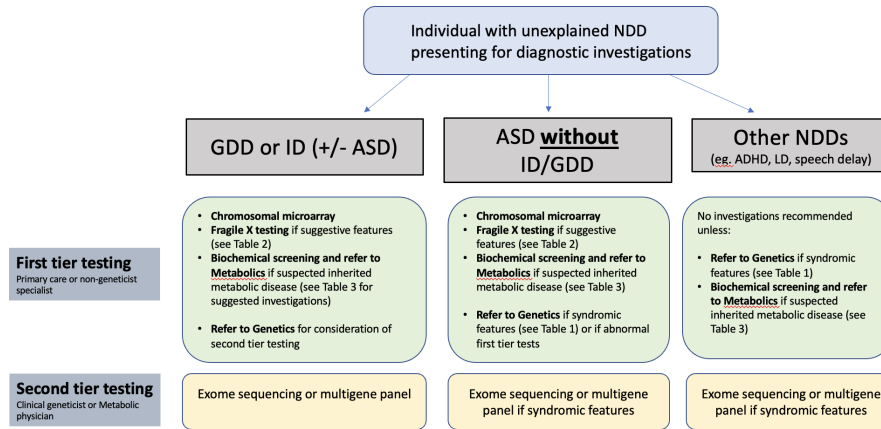 Individual with unexplained NDD
presenting for diagnostic investigations
GDD or ID (+/- ASD)
ASD without
ID/GDD
Other NDDs
(eg. ADHD, LD, speech delay)
First tier testing
Primary care or non-geneticist
specialist
• Chromosomal microarray
• Fragile X testing if suggestive features
(see Table 2)
• Biochemical screening and refer to
Metabolics if suspected inherited
metabolic disease (see Table 3 for
suggested investigations)
• Refer to Genetics for consideration of
second tier testing
• Chromosomal microarray
• Fragile X testing if suggestive
features (see Table 2)
• Biochemical screening and refer to
Metabolics if suspected inherited
metabolic disease (see Table 3)
• Refer to Genetics if syndromic
features (see Table 1) or if abnormal
first tier tests
No investigations recommended
unless:
• Refer to Genetics if syndromic
features (see Table 1)
• Biochemical screening and refer
to Metabolics if suspected
inherited metabolic disease (see
Table 3)
Second tier testing
Clinical geneticist or Metabolic
physician
Exome sequencing or multigene panel
Exome sequencing or multigene
panel if syndromic features
Exome sequencing or multigene
panel if syndromic features